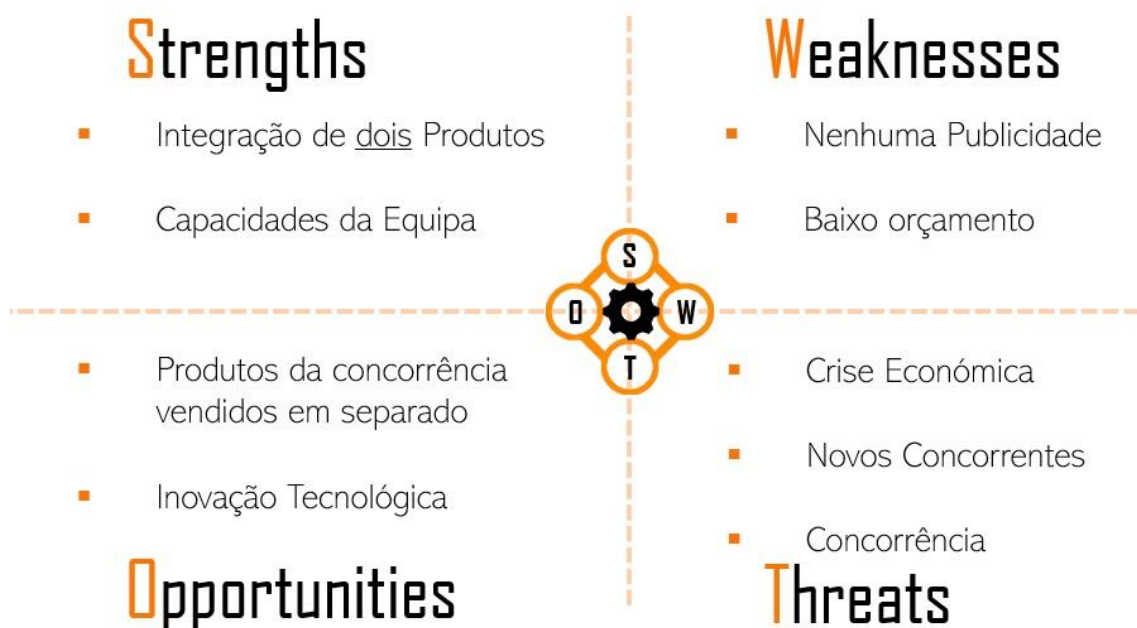 Strengths
Integração de dois Produtos
Capacidades da Equipa
Weaknesses
Nenhuma Publicidade
Baixo orçamento
S
O
W
T
Produtos da concorrência
vendidos em separado
Inovação Tecnológica
Opportunities
Crise Económica
Novos Concorrentes
Concorrência
Threats